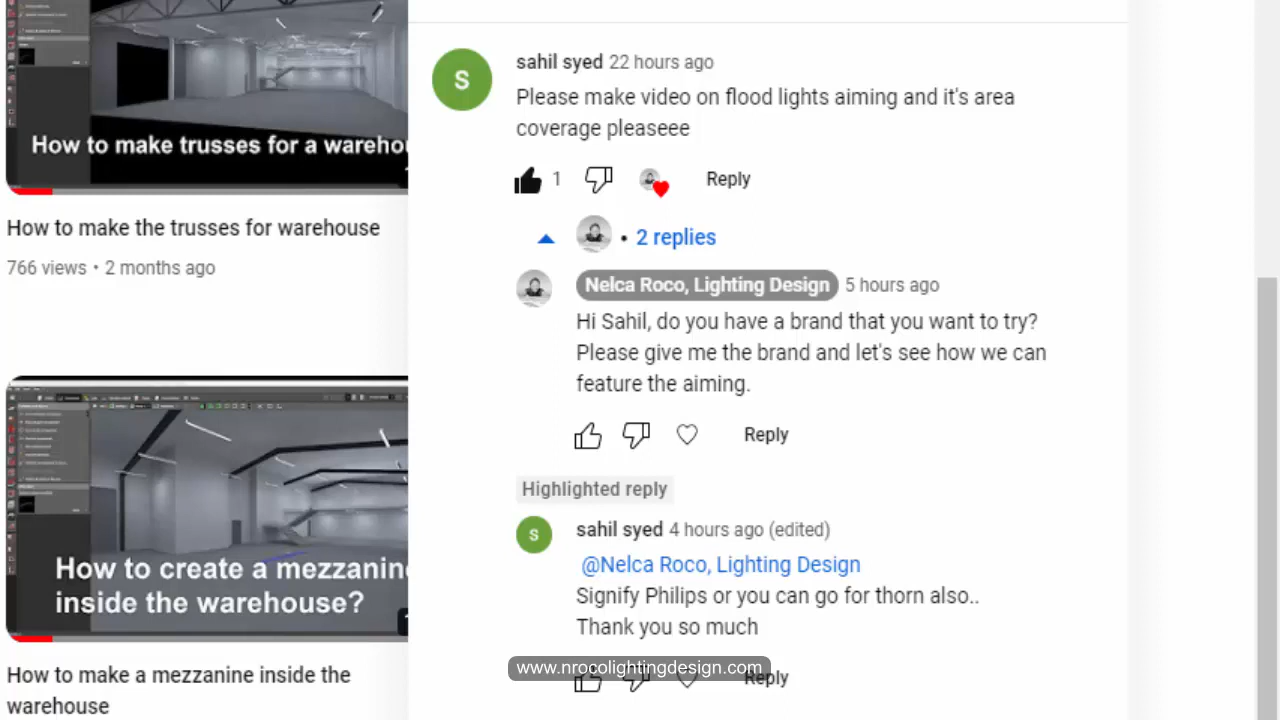 How to make trusses for a wareho
How to make the trusses for warehouse
766 views • 2 months ago
How to create a mezzanin
inside the warehouse?
How to make a mezzanine inside the
warehouse
S
sahil syed 22 hours ago
Please make video on flood lights aiming and it's area
coverage pleaseee
1 Reply
• 2 replies
Nelca Roco, Lighting Design 5 hours ago
Hi Sahil, do you have a brand that you want to try?
Please give me the brand and let's see how we can
feature the aiming.
Reply
Highlighted reply
S
sahil syed 4 hours ago (edited)
@Nelca Roco, Lighting Design
Signify Philips or you can go for thorn also..
Thank you so much
www.nrocolightingdesign.com
Reply